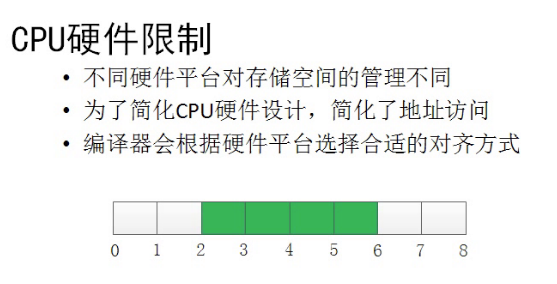 CPU硬件限制
• 不同硬件平台对存储空间的管理不同
• 为了简化CPU硬件设计，简化了地址访问
• 编译器会根据硬件平台选择合适的对齐方式
0 1 2 3 4 5 6 7 8